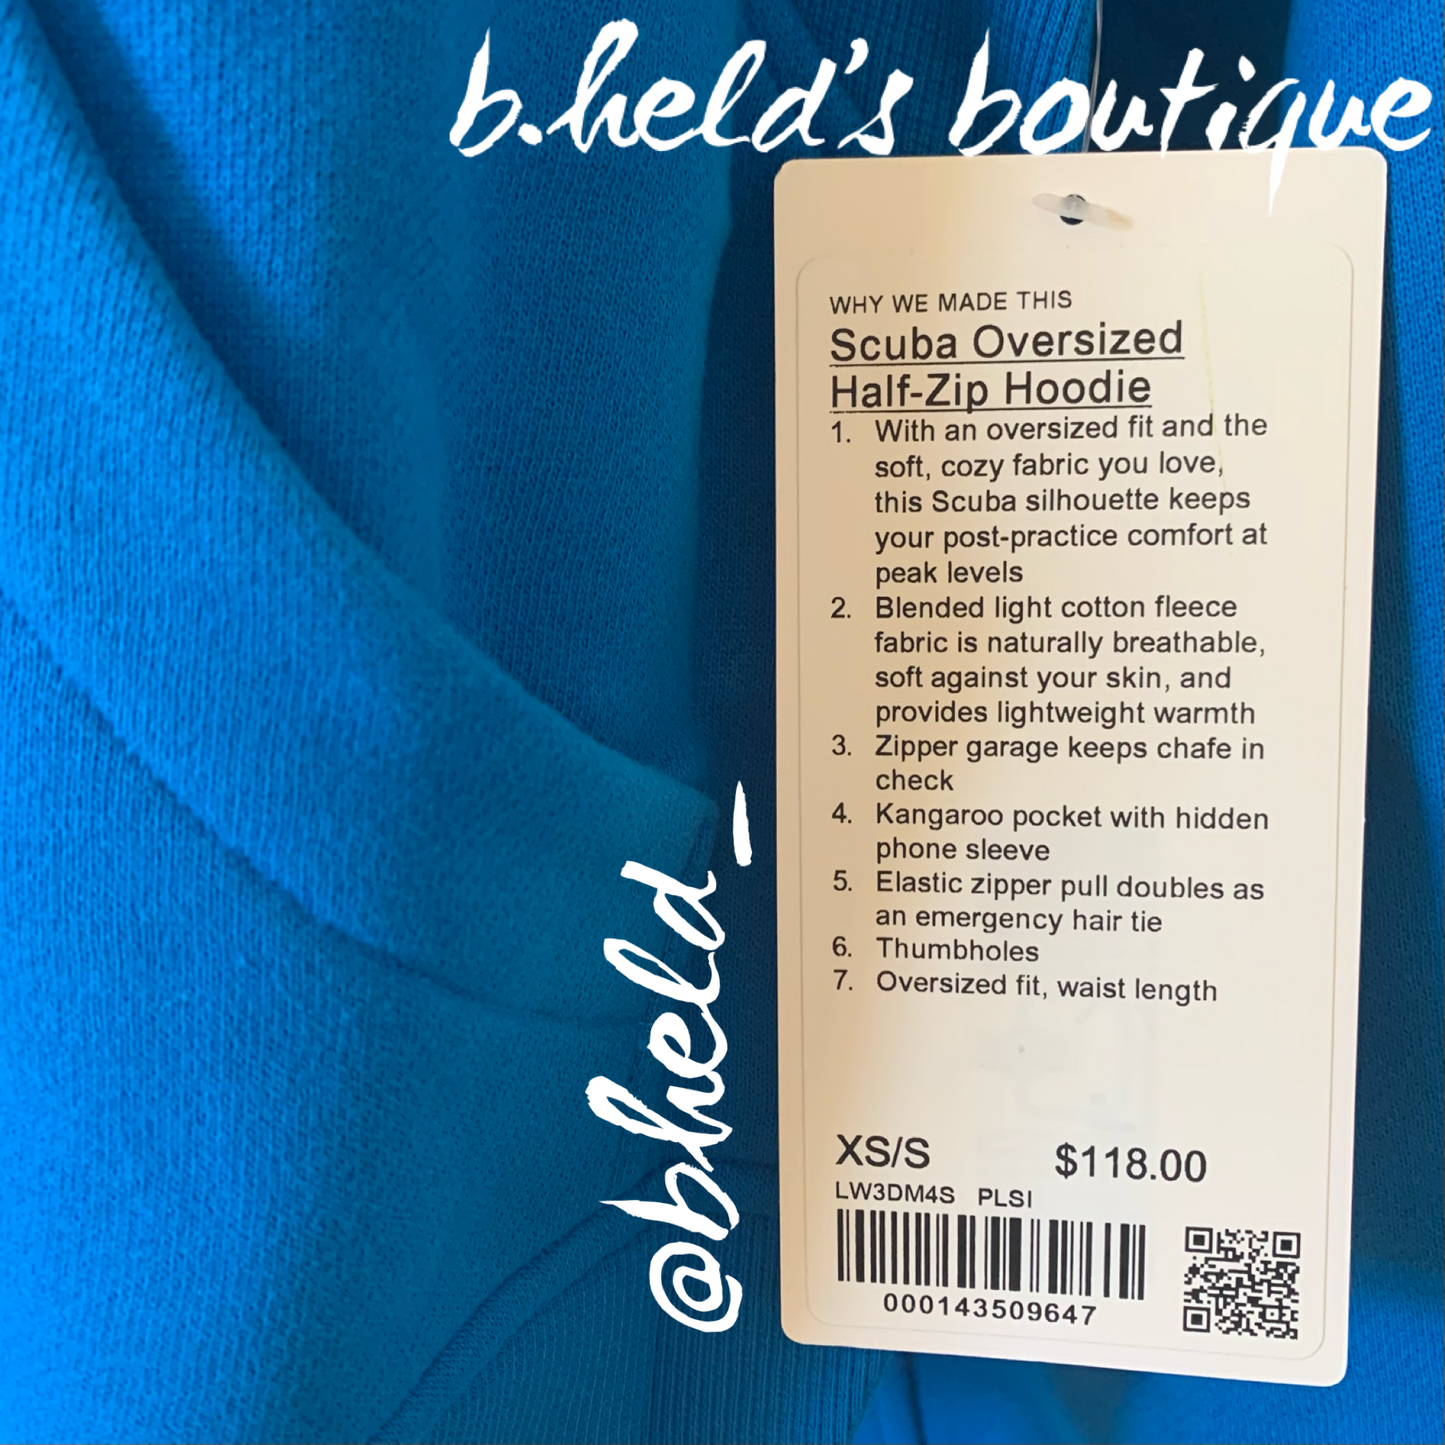 b.held's boutique
WHY WE MADE THIS
Scuba Oversized
Half-Zip Hoodie
1. With an oversized fit and the
soft, cozy fabric you love,
this Scuba silhouette keeps
your post-practice comfort at
peak levels
2. Blended light cotton fleece
fabric is naturally breathable,
soft against your skin, and
provides lightweight warmth
3. Zipper garage keeps chafe in
check
4. Kangaroo pocket with hidden
phone sleeve
5. Elastic zipper pull doubles as
an emergency hair tie
6. Thumbholes
7. Oversized fit, waist length
XS/S $118.00
LW3DM4S PLSI
000143509647
@bheld_